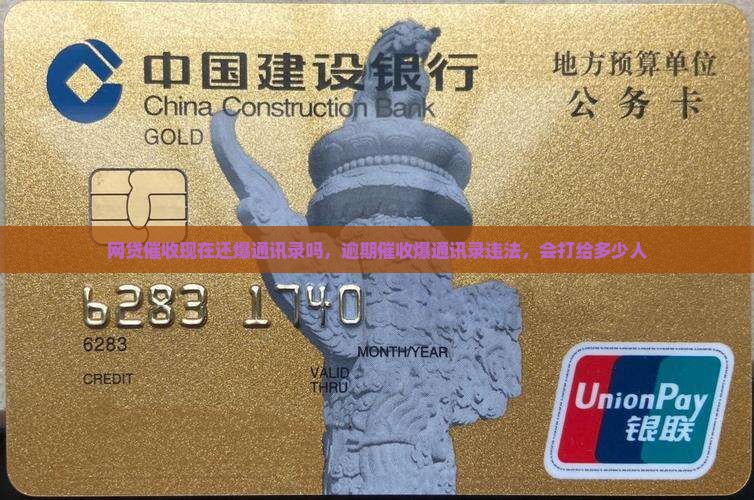 中国建设银行
China Construction Bank
GOLD
地方预算单位
公务卡
网贷催收现在还爆通讯录吗，逾期催收爆通讯录违法，会打给多少人
6283 1740
6283
MONTH/YEAR
CREDIT
VALID
THRU
UnionPay
银联